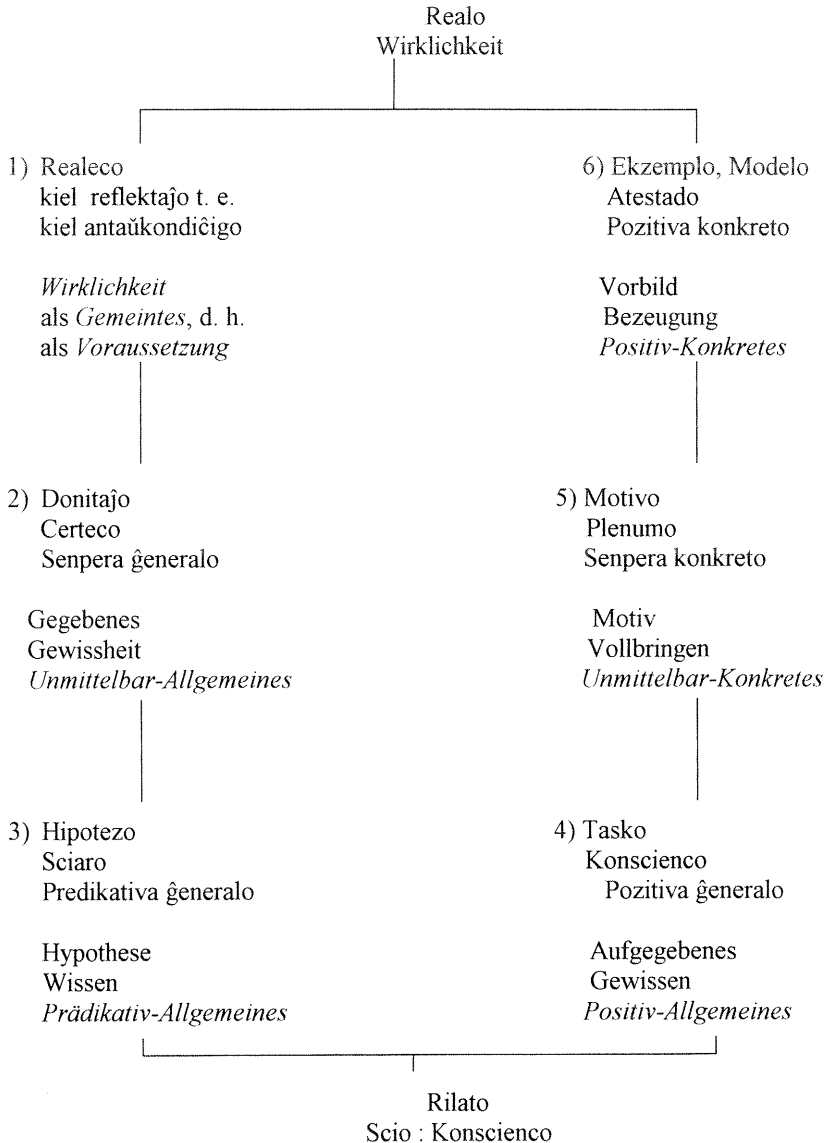 Realo
Wirklichkeit
1) Realeco
kiel reflektaĵo t. e.
kiel antaŭkondiĉigo
Wirklichkeit
als Gemeintes, d. h.
als Voraussetzung
2) Donitaĵo
Certeco
Senpera ĝeneralo
Gegebenes
Gewissheit
Unmittelbar-Allgemeines
3) Hipotezo
Sciaro
Predikativa ĝeneralo
Hypothese
Wissen
Prädikativ-Allgemeines
6) Ekzemplo, Modelo
Atestado
Pozitiva konkreto
Vorbild
Bezeugung
Positiv-Konkretes
5) Motivo
Plenumo
Senpera konkreto
Motiv
Vollbringen
Unmittelbar-Konkretes
4) Tasko
Konscienco
Pozitiva ĝeneralo
Aufgegebenes
Gewissen
Positiv-Allgemeines
Rilato
Scio : Konscienco